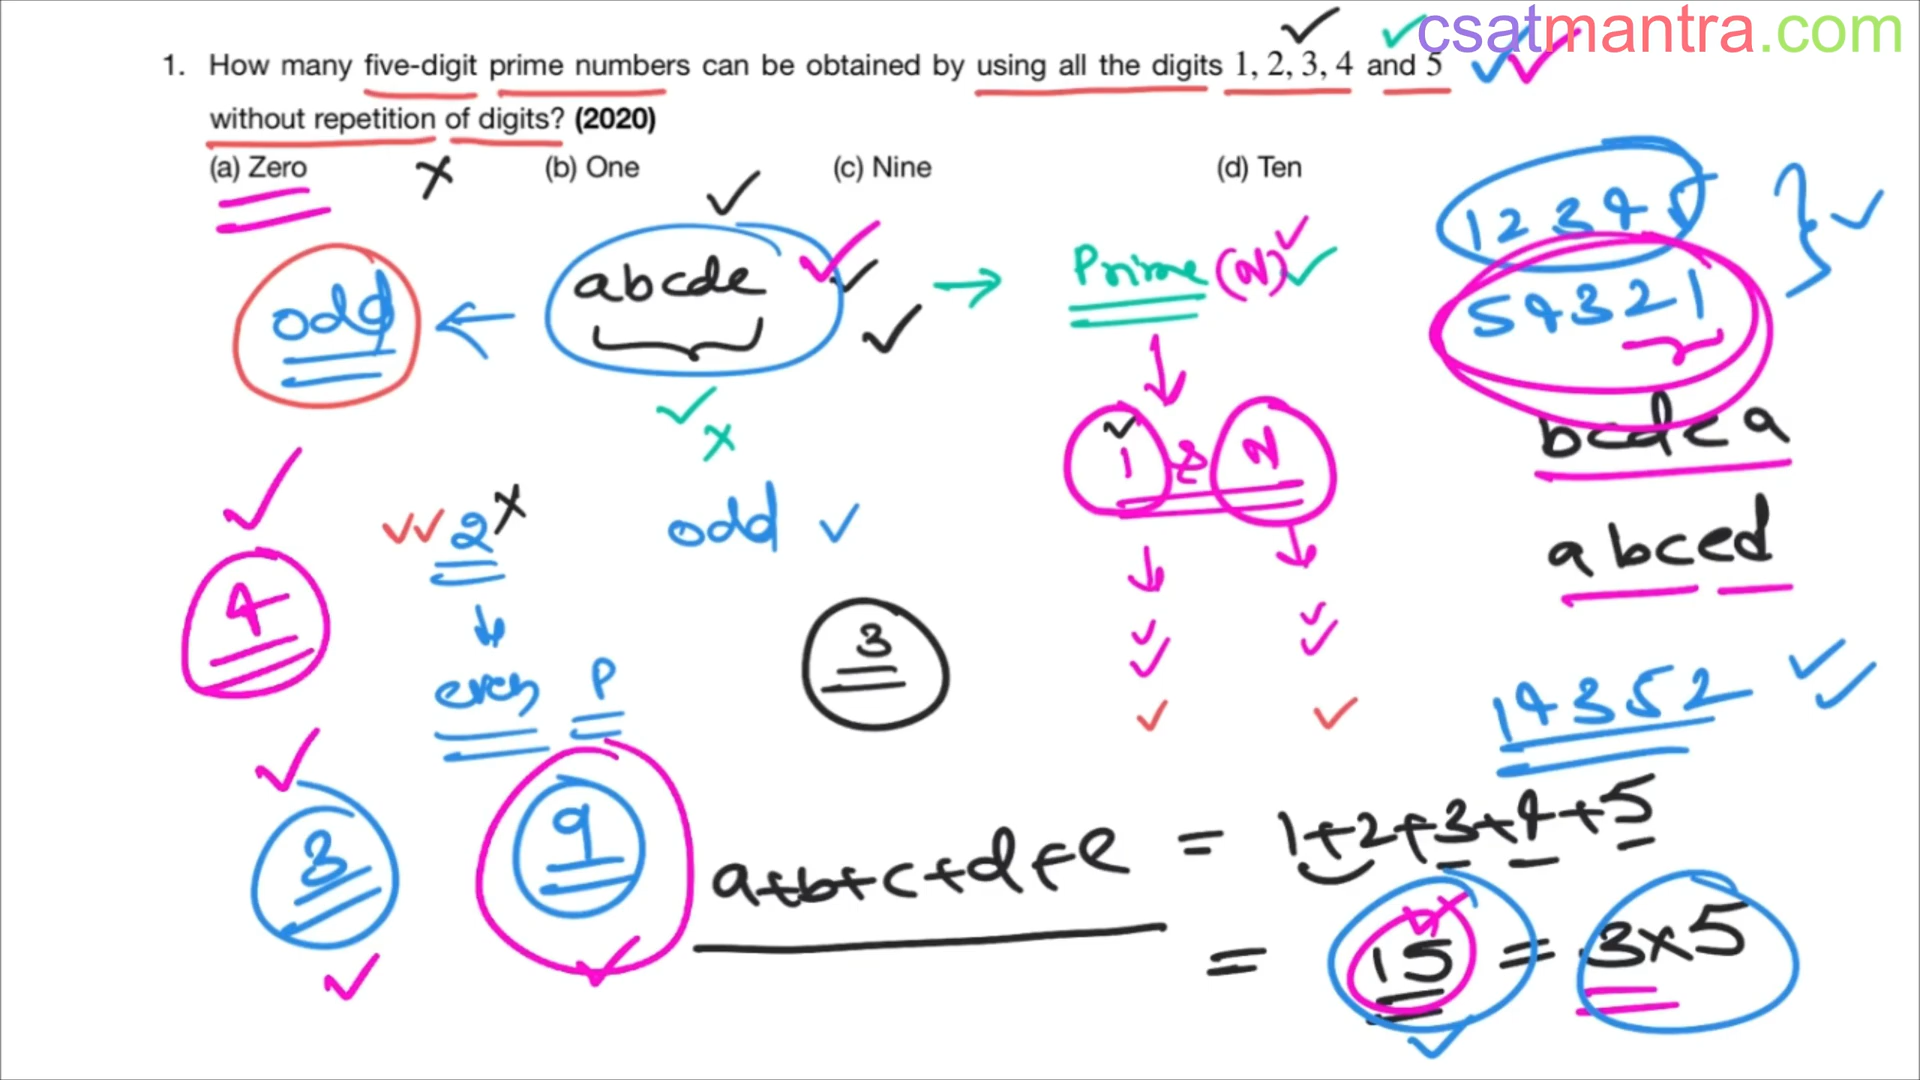 csatmantra.com
1. How many five-digit prime numbers can be obtained by using all the digits 1, 2, 3, 4 and 5
without repetition of digits? (2020)
(a) Zero (b) One (c) Nine (d) Ten
12345
odd ← abcde → Prime (N)
54321
1 & N
bcdea
abced
4 2 odd
3
even P
14352
3 9
a+b+c+d+e = 1+2+3+4+5
= 15 = 3×5